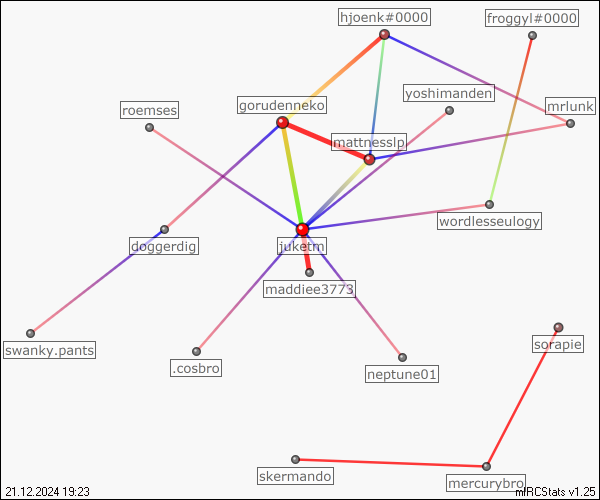 hjoenk#0000
froggyl#0000
yoshimanden
roemses
gorudenneko
mrlunk
mattnesslp
wordlesseulogy
doggerdig
juketm
maddiee3773
swanky.pants
.cosbro
neptune01
sorapie
skermando
mercurybro
21.12.2024 19:23
mIRCStats v1.25